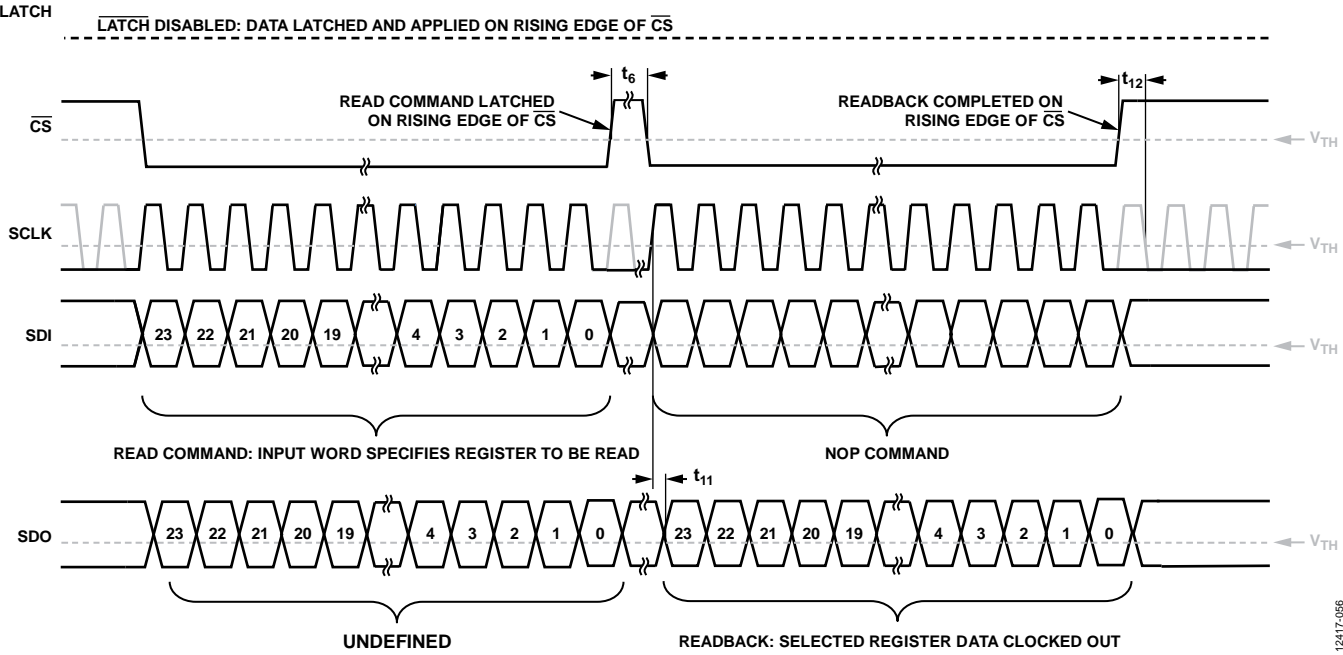 LATCH
LATCH DISABLED: DATA LATCHED AND APPLIED ON RISING EDGE OF CS
t6
t12
READ COMMAND LATCHED
ON RISING EDGE OF CS
READBACK COMPLETED ON
RISING EDGE OF CS
CS
VTH
SCLK
VTH
SDI
23 22 21 20 19 4 3 2 1 0
VTH
READ COMMAND: INPUT WORD SPECIFIES REGISTER TO BE READ
NOP COMMAND
t11
SDO
23 22 21 20 19 4 3 2 1 0 23 22 21 20 19 4 3 2 1 0
VTH
UNDEFINED
READBACK: SELECTED REGISTER DATA CLOCKED OUT
12417-056